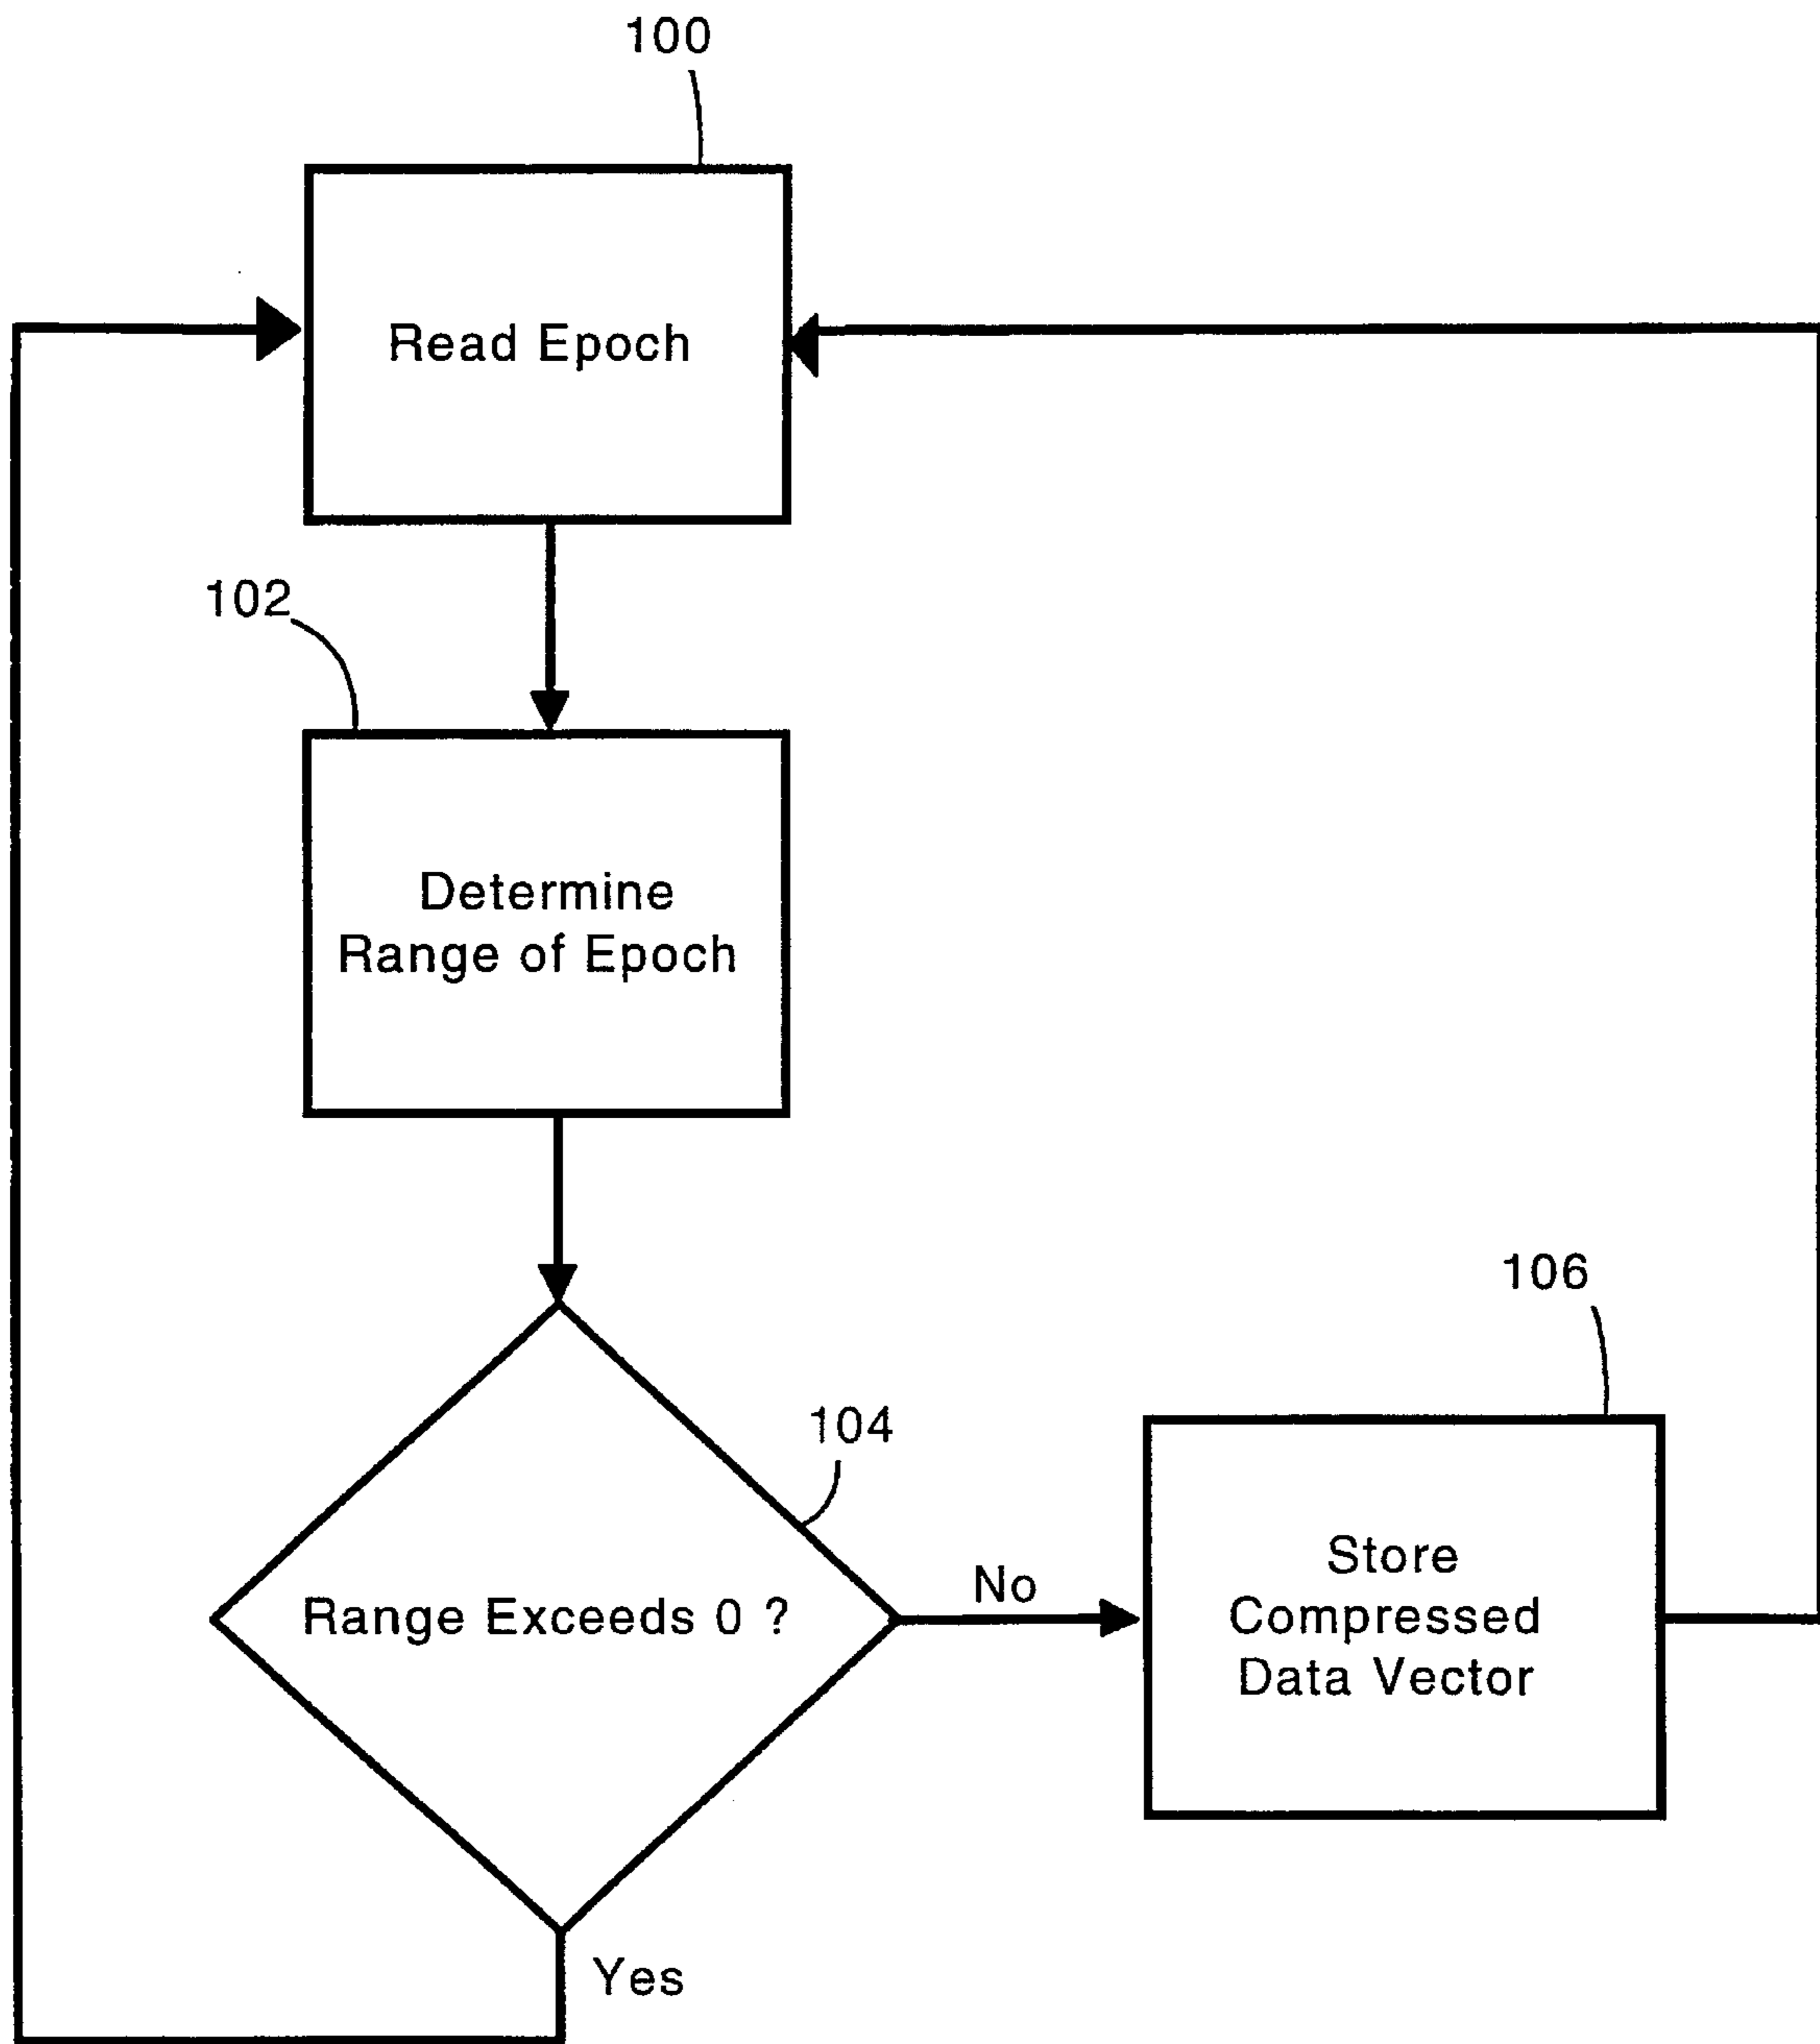 100
Read Epoch
102
Determine
Range of Epoch
104
Range Exceeds 0 ?
No
106
Store
Compressed
Data Vector
Yes